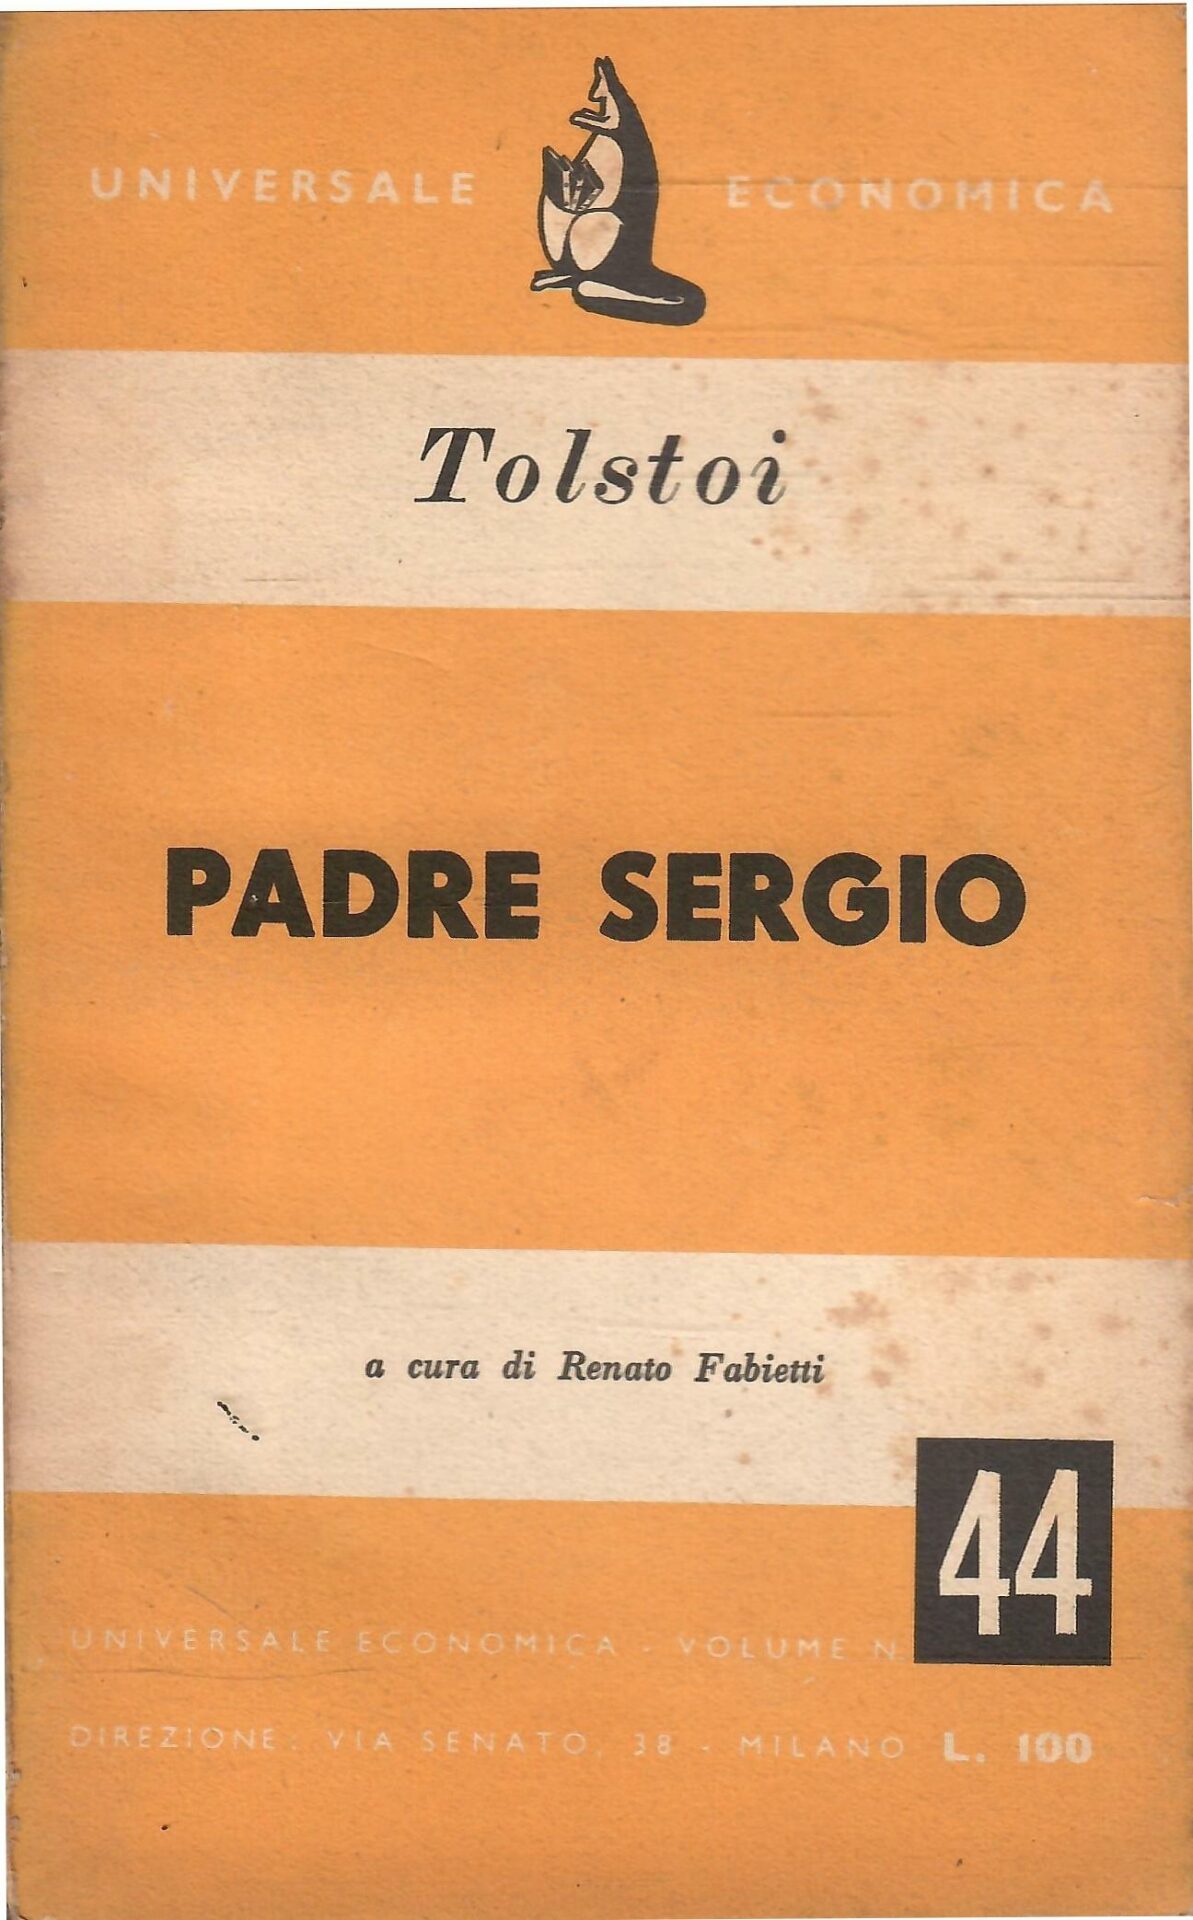 UNIVERSALE ECONOMICA
Tolstoi
PADRE SERGIO
a cura di Renato Fabietti
44
UNIVERSALE ECONOMICA - VOLUME N.
DIREZIONE: VIA SENATO, 38 - MILANO L. 100